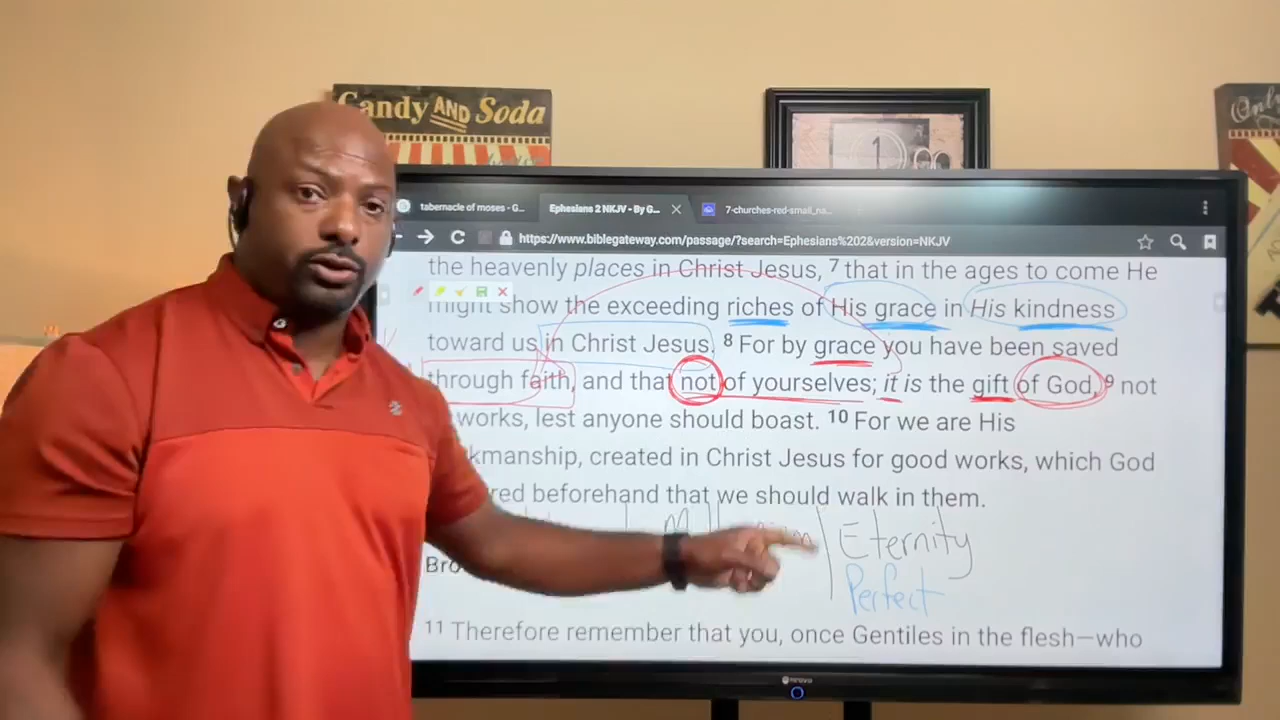 Candy AND Soda
Only
1
tabernacle of moses - G...
Ephesians 2 NKJV - By G...
7-churches-red-small_na...
https://www.biblegateway.com/passage/?search=Ephesians%202&version=NKJV
the heavenly places in Christ Jesus, 7 that in the ages to come He
might show the exceeding riches of His grace in His kindness
toward us in Christ Jesus. 8 For by grace you have been saved
through faith, and that not of yourselves; it is the gift of God, 9 not
works, lest anyone should boast. 10 For we are His
kmanship, created in Christ Jesus for good works, which God
red beforehand that we should walk in them.
M
Eternity
Bro
Perfect
11 Therefore remember that you, once Gentiles in the flesh—who